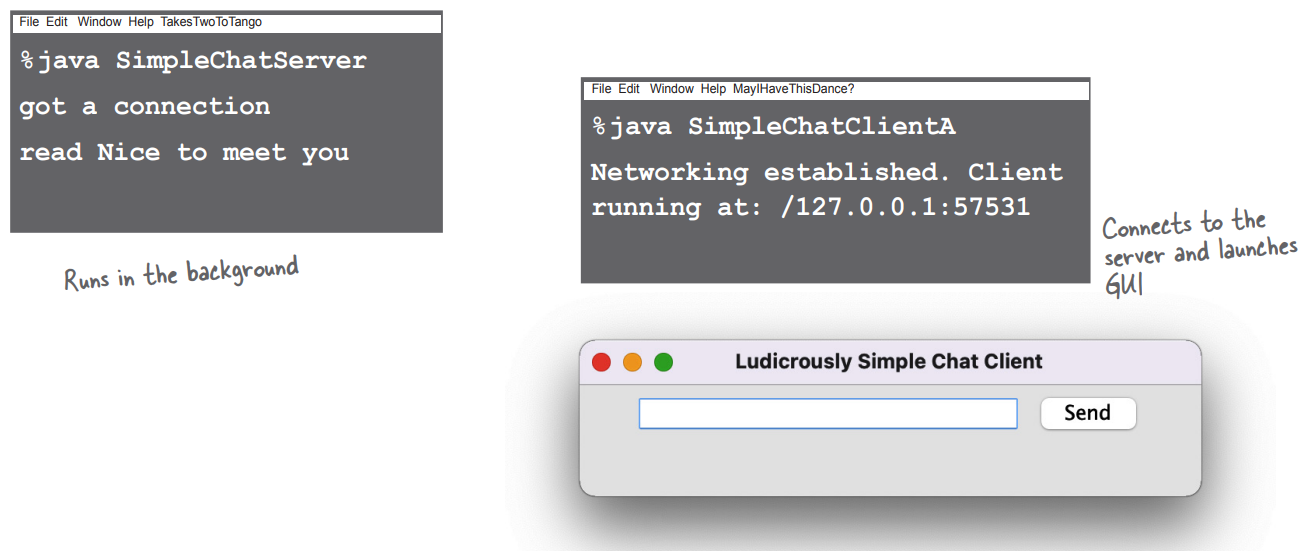 File Edit Window Help TakesTwoToTango
%java SimpleChatServer
got a connection
read Nice to meet you
Runs in the background
File Edit Window Help MayIHaveThisDance?
%java SimpleChatClientA
Networking established. Client
running at: /127.0.0.1:57531
Connects to the
server and launches
GUI
Ludicrously Simple Chat Client
Send